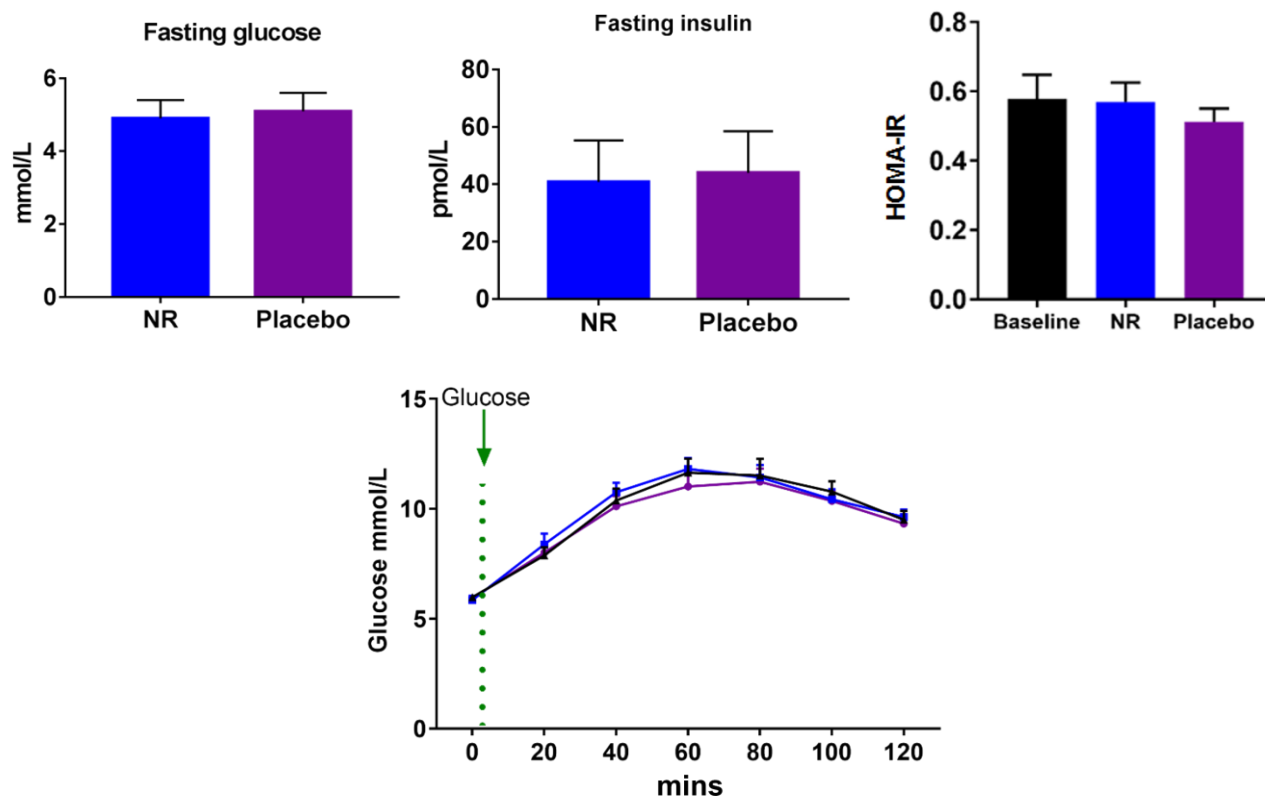 Fasting glucose
mmol/L
6
4
2
0
NR Placebo
Fasting insulin
pmol/L
80
60
40
20
0
NR Placebo
HOMA-IR
0.8
0.6
0.4
0.2
0.0
Baseline NR Placebo
Glucose
Glucose mmol/L
15
10
5
0
0 20 40 60 80 100 120
mins